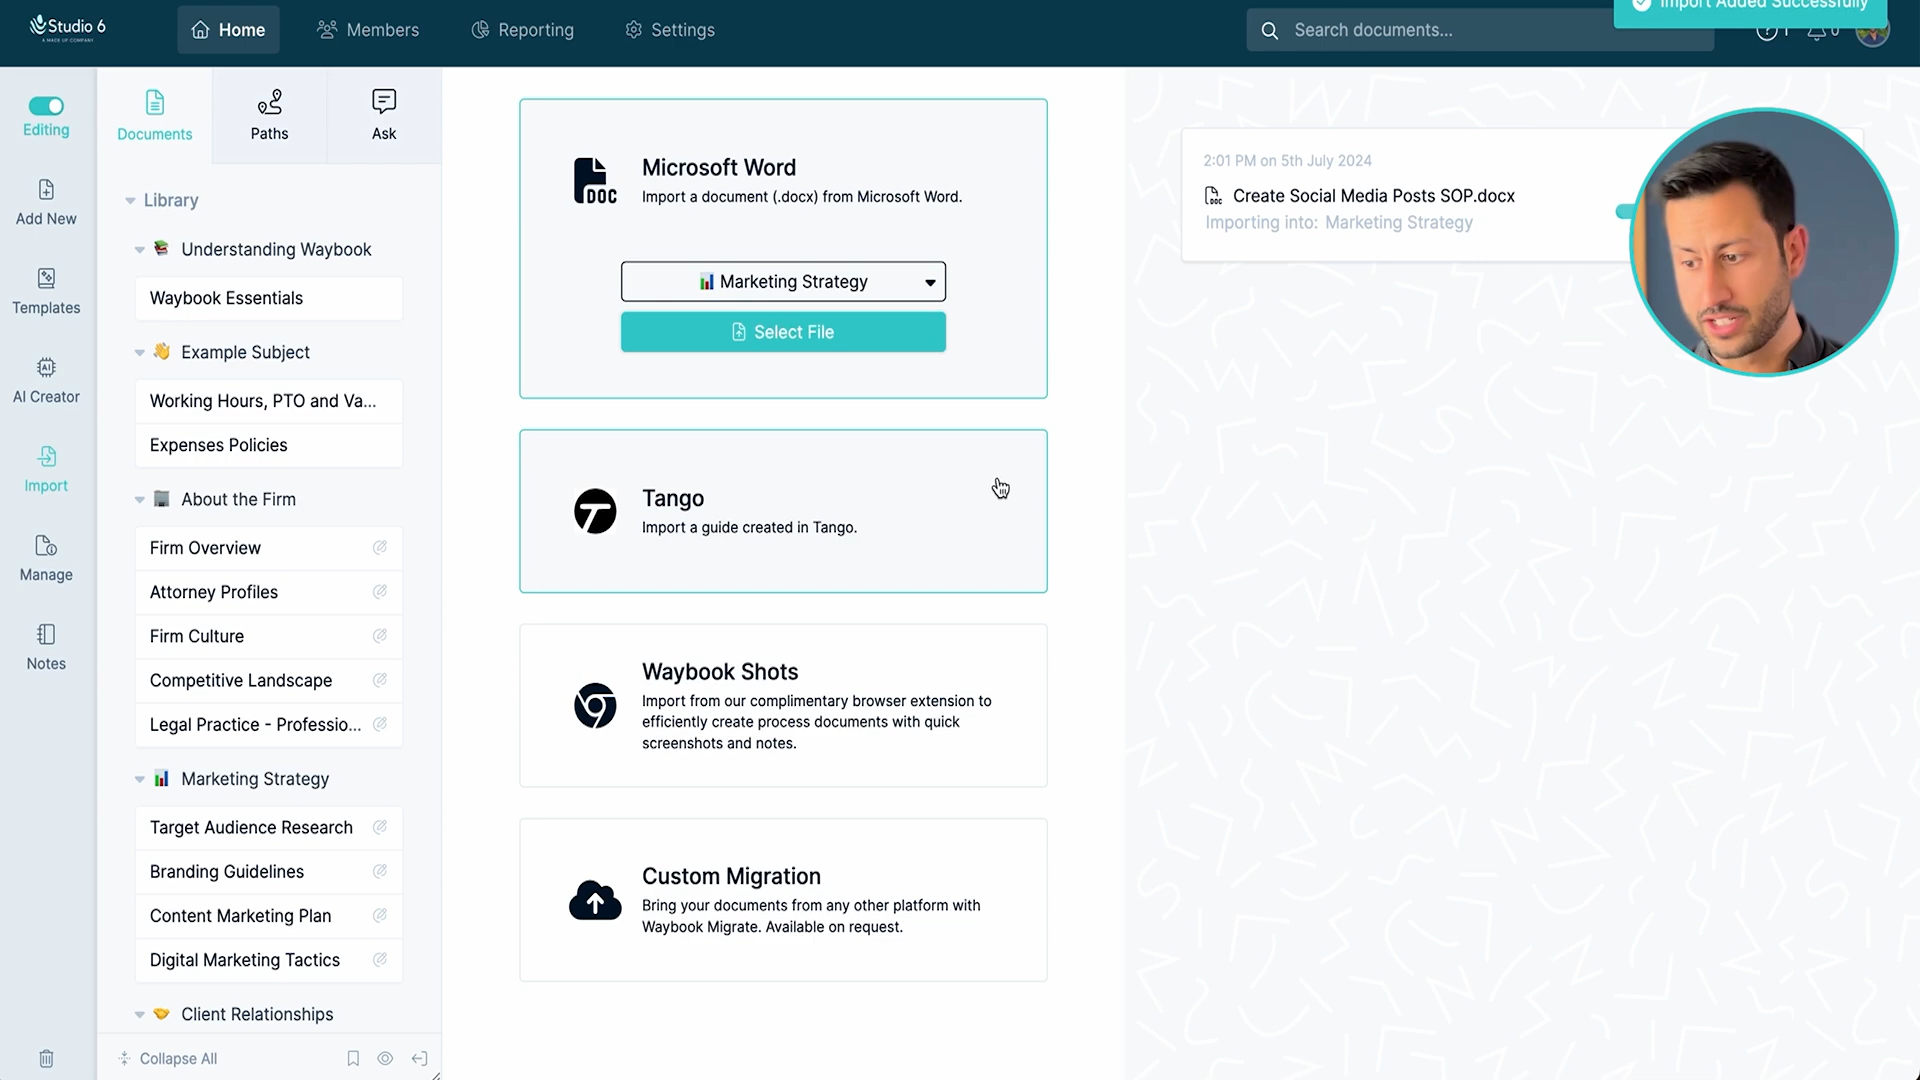 Studio 6
A MADE UP COMPANY
Home
Members
Reporting
Settings
Search documents...
Import Added Successfully
Editing
Add New
Templates
AI Creator
Import
Manage
Notes
Documents
Paths
Ask
Library
Understanding Waybook
Waybook Essentials
Example Subject
Working Hours, PTO and Va...
Expenses Policies
About the Firm
Firm Overview
Attorney Profiles
Firm Culture
Competitive Landscape
Legal Practice - Professio...
Marketing Strategy
Target Audience Research
Branding Guidelines
Content Marketing Plan
Digital Marketing Tactics
Client Relationships
Collapse All
DOC
Microsoft Word
Import a document (.docx) from Microsoft Word.
Marketing Strategy
Select File
Tango
Import a guide created in Tango.
Waybook Shots
Import from our complimentary browser extension to
efficiently create process documents with quick
screenshots and notes.
Custom Migration
Bring your documents from any other platform with
Waybook Migrate. Available on request.
2:01 PM on 5th July 2024
Create Social Media Posts SOP.docx
Importing into: Marketing Strategy